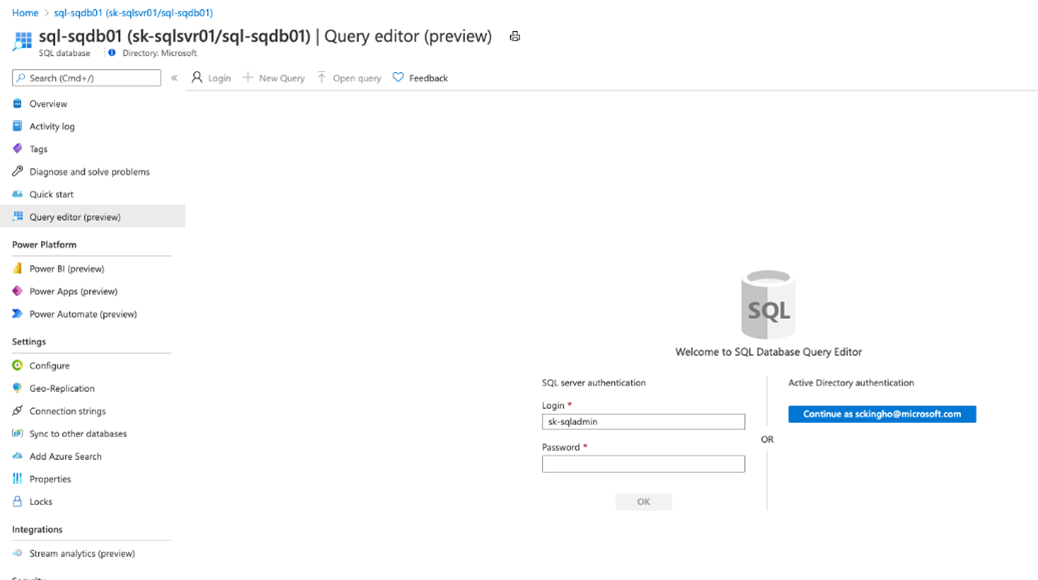 Home > sql-sqdb01 (sk-sqlsvr01/sql-sqdb01)
sql-sqdb01 (sk-sqlsvr01/sql-sqdb01) | Query editor (preview)
SQL database
Directory: Microsoft
Search (Cmd+/)
«
Login
New Query
Open query
Feedback
Overview
Activity log
Tags
Diagnose and solve problems
Quick start
Query editor (preview)
Power Platform
Power BI (preview)
Power Apps (preview)
Power Automate (preview)
Settings
Configure
Geo-Replication
Connection strings
Sync to other databases
Add Azure Search
Properties
Locks
Integrations
Stream analytics (preview)
Security
SQL
Welcome to SQL Database Query Editor
SQL server authentication
Login *
sk-sqladmin
Password *
OK
OR
Active Directory authentication
Continue as sckingho@microsoft.com